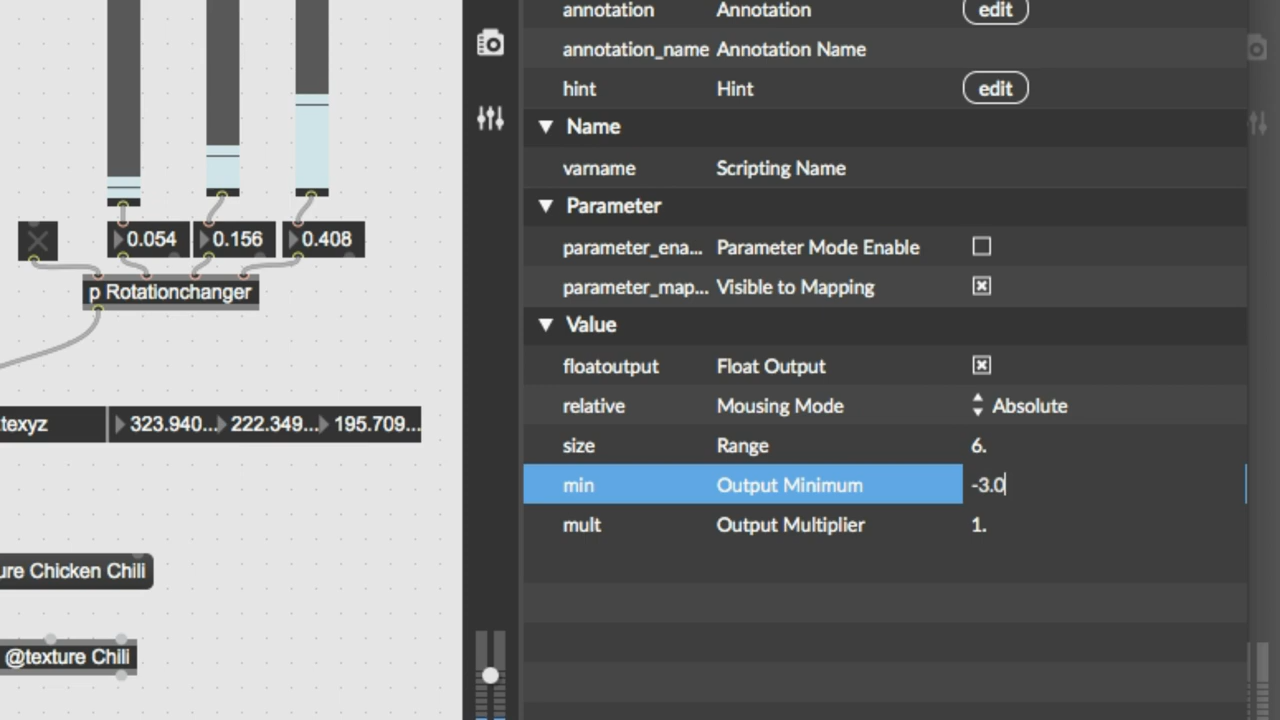 annotation Annotation edit
annotation_name Annotation Name
hint Hint edit
Name
varname Scripting Name
Parameter
parameter_ena... Parameter Mode Enable
parameter_map... Visible to Mapping
Value
floatoutput Float Output
relative Mousing Mode Absolute
size Range 6.
min Output Minimum -3.0
mult Output Multiplier 1.
0.054 0.156 0.408
p Rotationchanger
texyz 323.940... 222.349... 195.709...
ure Chicken Chili
@texture Chili